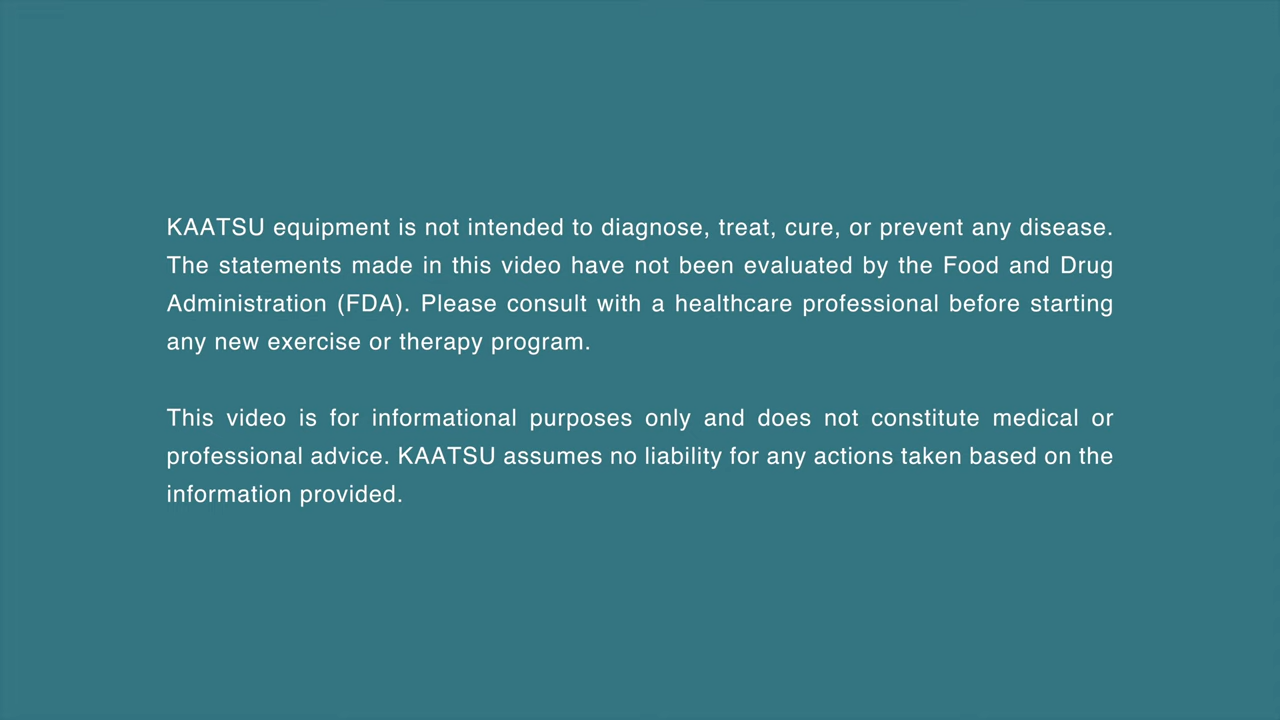 KAATSU equipment is not intended to diagnose, treat, cure, or prevent any disease.
The statements made in this video have not been evaluated by the Food and Drug
Administration (FDA). Please consult with a healthcare professional before starting
any new exercise or therapy program.
This video is for informational purposes only and does not constitute medical or
professional advice. KAATSU assumes no liability for any actions taken based on the
information provided.